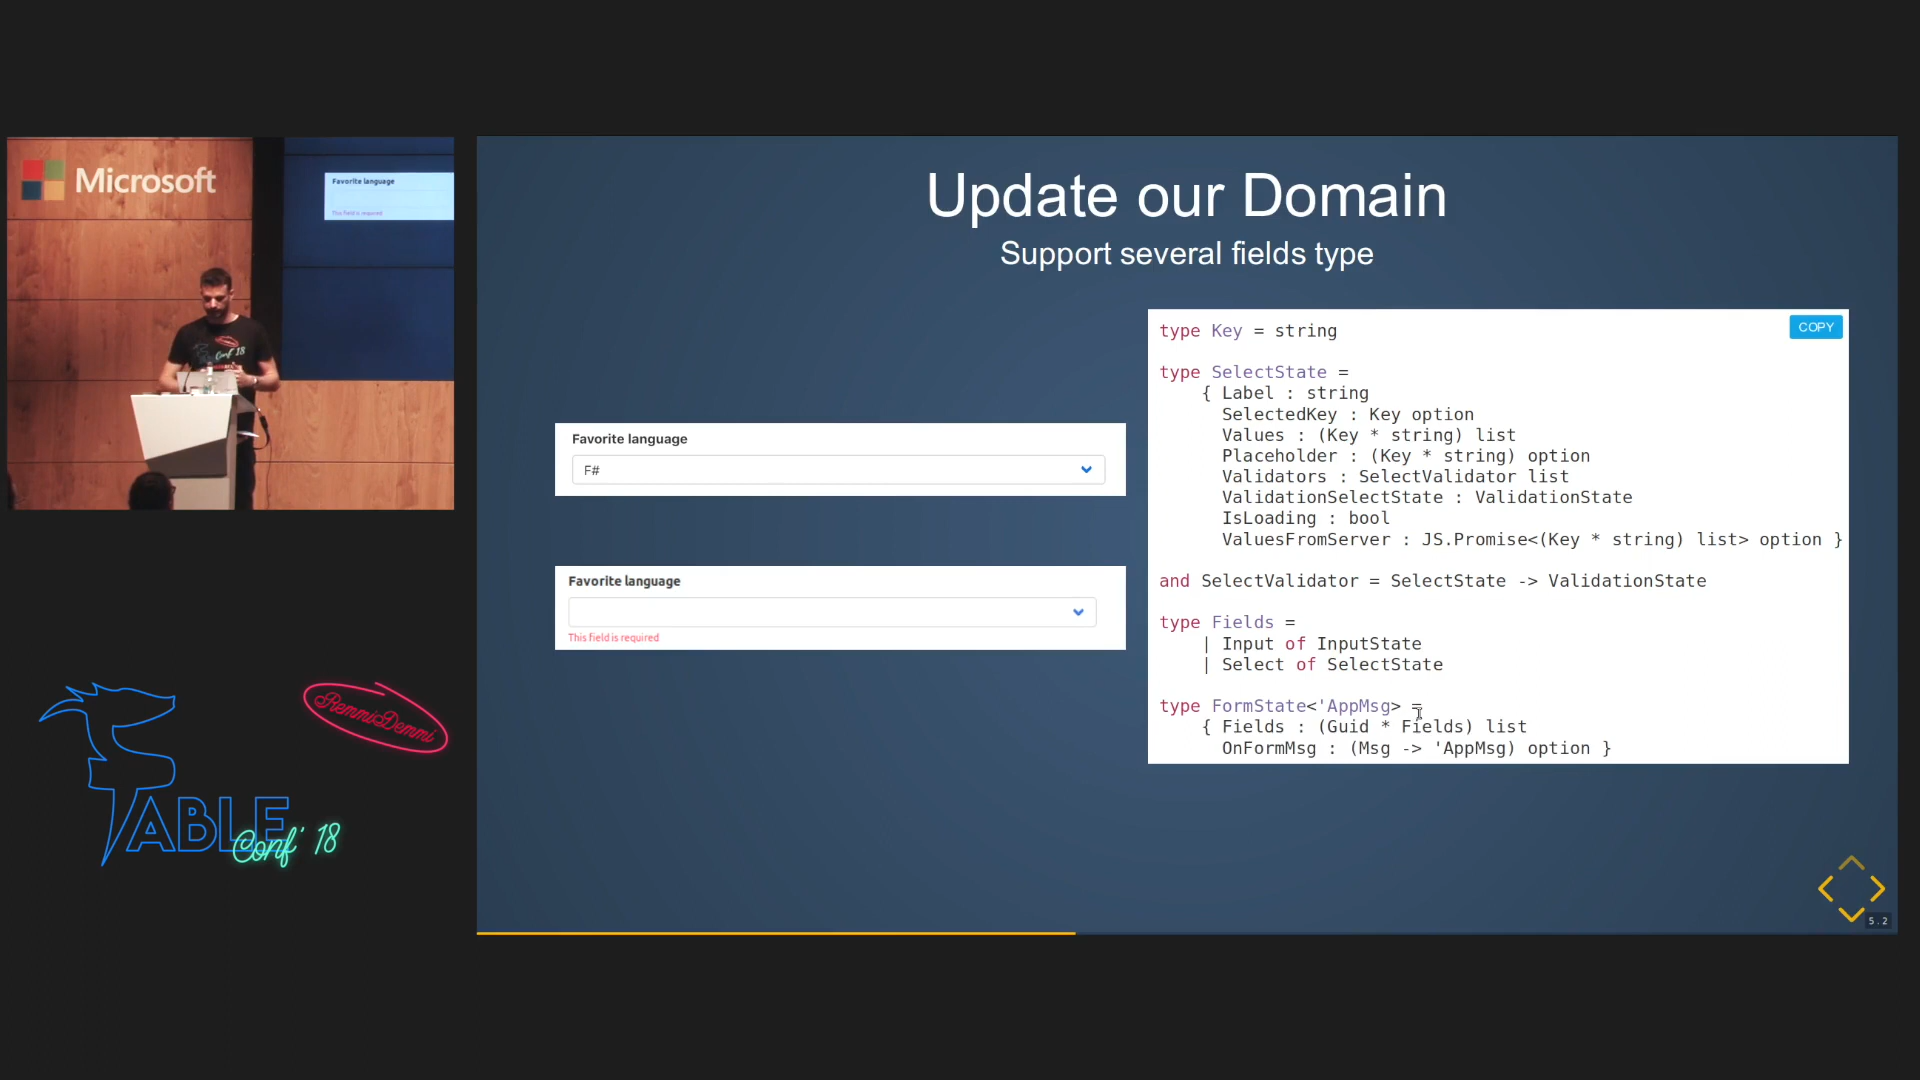 Microsoft
Favorite language
This field is required
Update our Domain
Support several fields type
Favorite language
F#
Favorite language
This field is required
COPY
type Key = string
type SelectState =
{ Label : string
SelectedKey : Key option
Values : (Key * string) list
Placeholder : (Key * string) option
Validators : SelectValidator list
ValidationSelectState : ValidationState
IsLoading : bool
ValuesFromServer : JS.Promise<(Key * string) list> option }
and SelectValidator = SelectState -> ValidationState
type Fields =
| Input of InputState
| Select of SelectState
type FormState<'AppMsg> =
{ Fields : (Guid * Fields) list
OnFormMsg : (Msg -> 'AppMsg) option }
RemmiDemmi
FABLE
Conf' 18
5.2